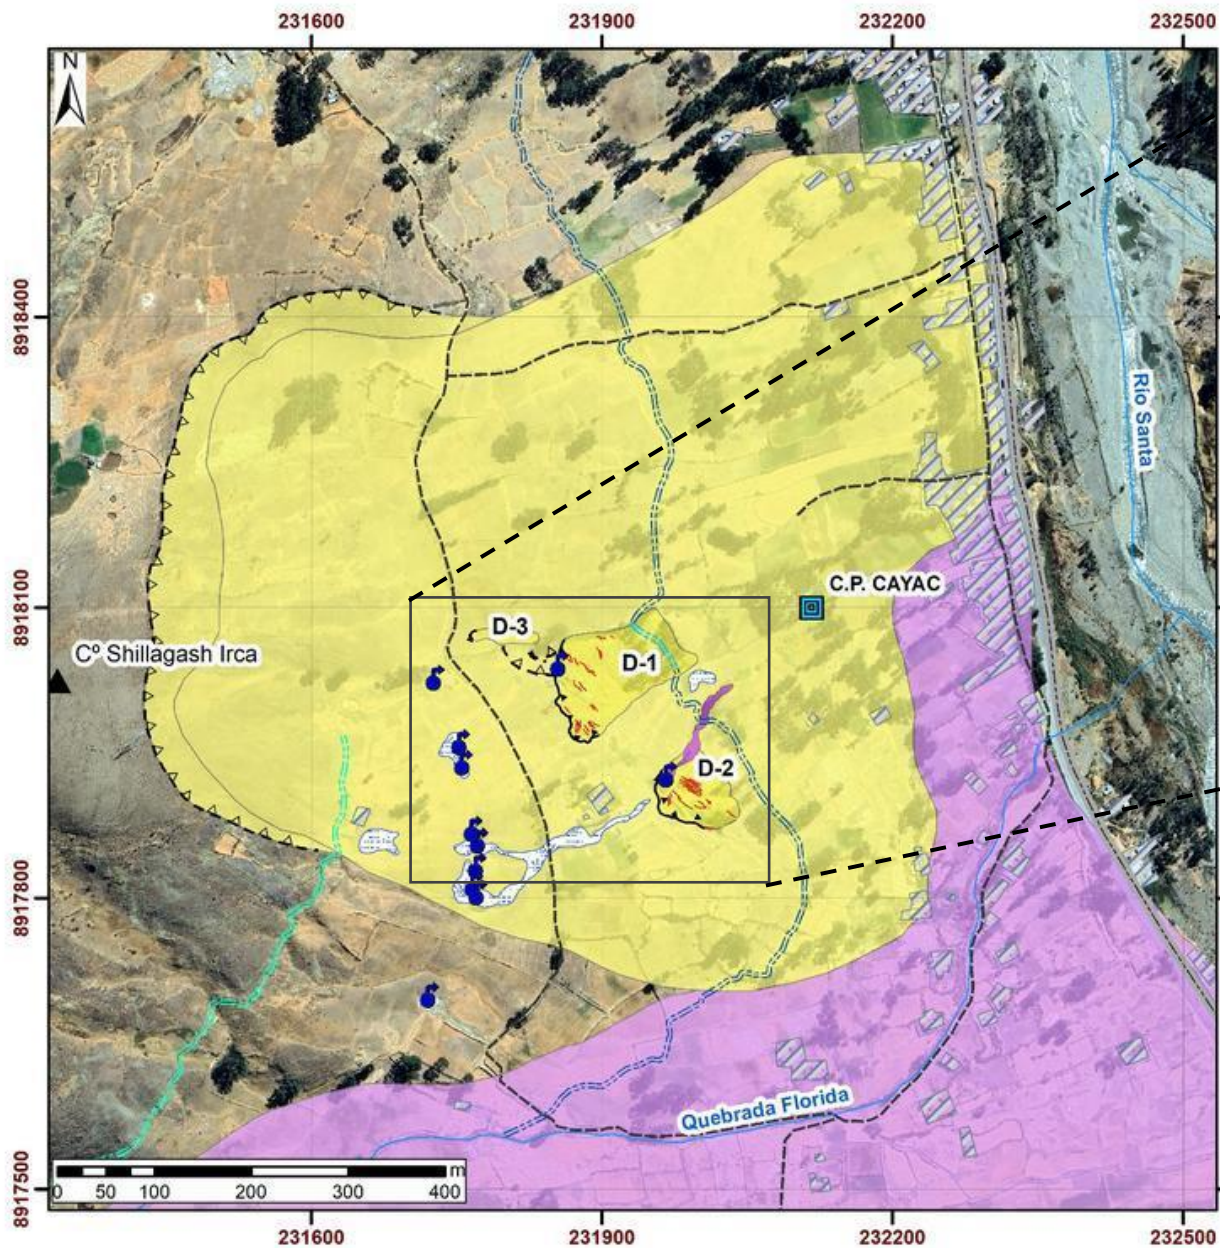 231600
231900
232200
232500
N
8918400
Río Santa
8918100
C.P. CAYAC
D-3
Cº Shillagash Irca
D-1
D-2
8917800
Quebrada Florida
m
0 50 100 200 300 400
8917500
231600
231900
232200
232500